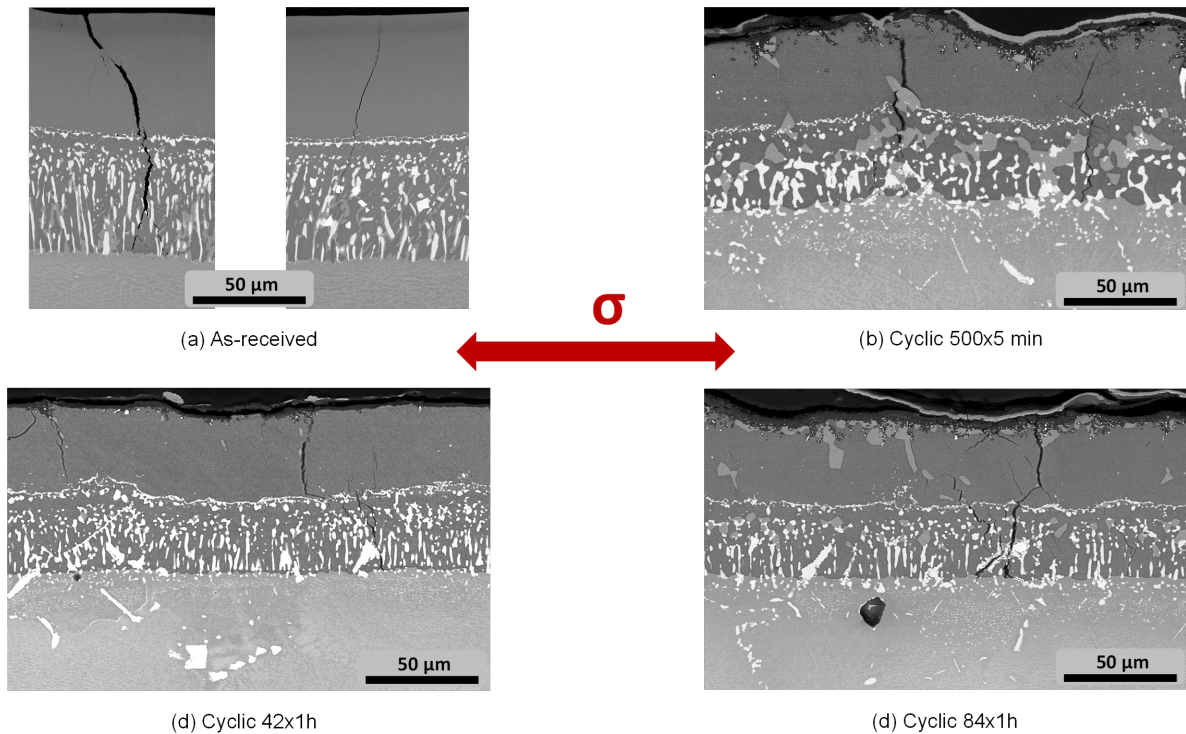 50 µm
50 µm
(a) As-received
σ
(b) Cyclic 500x5 min
50 µm
50 µm
(d) Cyclic 42x1h
(d) Cyclic 84x1h